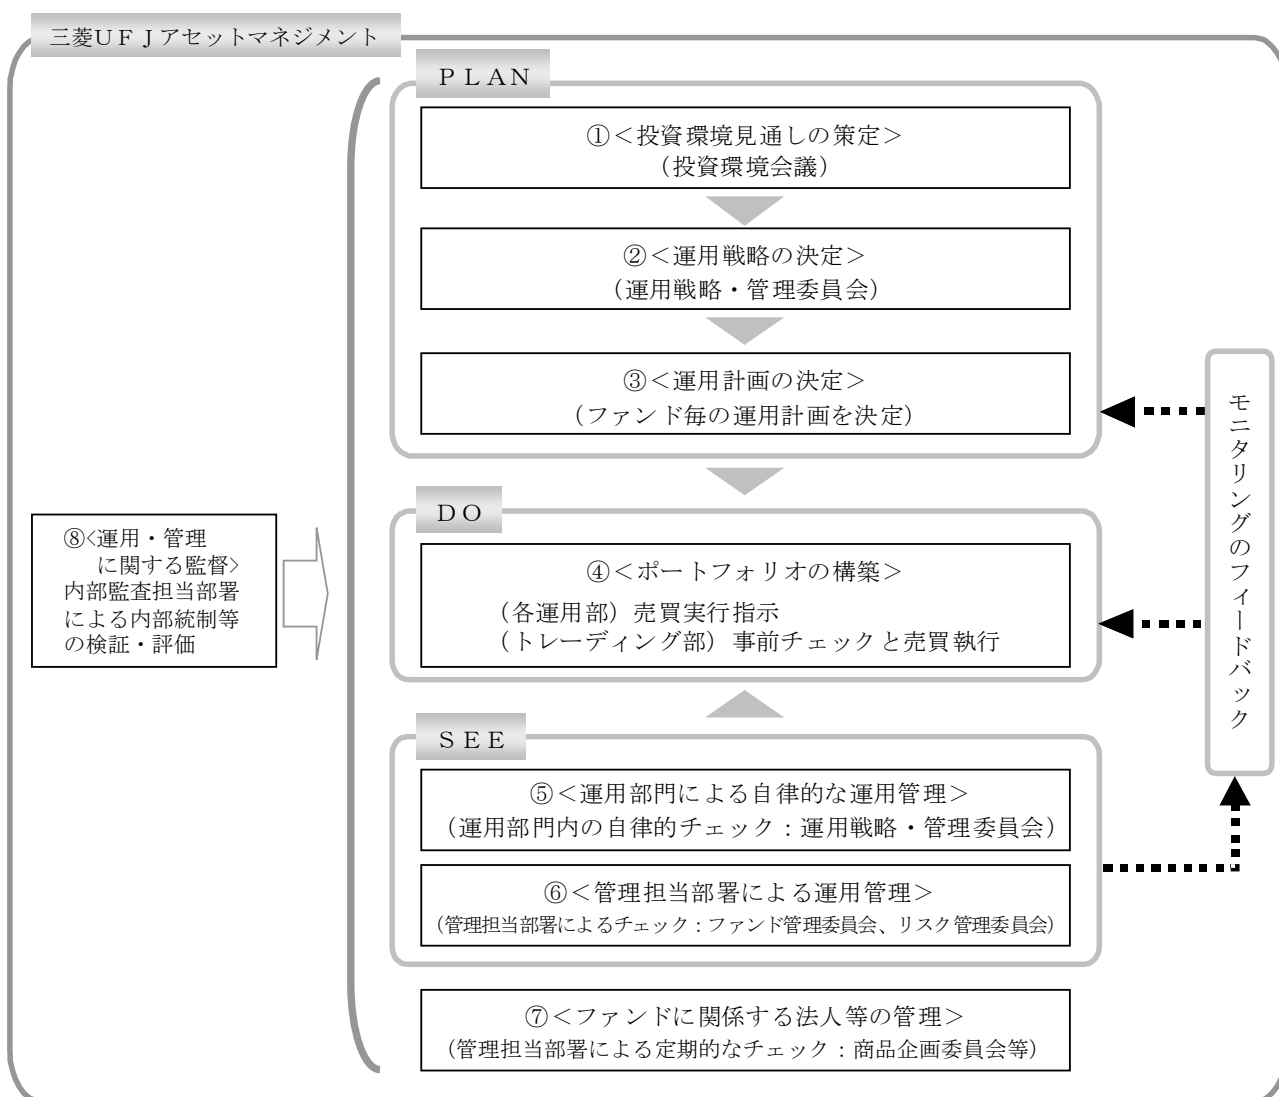 三菱ＵＦＪアセットマネジメント
ＰＬＡＮ
①＜投資環境見通しの策定＞
（投資環境会議）
②＜運用戦略の決定＞
（運用戦略・管理委員会）
③＜運用計画の決定＞
（ファンド毎の運用計画を決定）
ＤＯ
④＜ポートフォリオの構築＞
（各運用部）売買実行指示
（トレーディング部）事前チェックと売買執行
ＳＥＥ
⑤＜運用部門による自律的な運用管理＞
（運用部門内の自律的チェック：運用戦略・管理委員会）
⑥＜管理担当部署による運用管理＞
（管理担当部署によるチェック：ファンド管理委員会、リスク管理委員会）
⑦＜ファンドに関係する法人等の管理＞
（管理担当部署による定期的なチェック：商品企画委員会等）
⑧<運用・管理
に関する監督>
内部監査担当部署
による内部統制等
の検証・評価
モニタリングのフィードバック